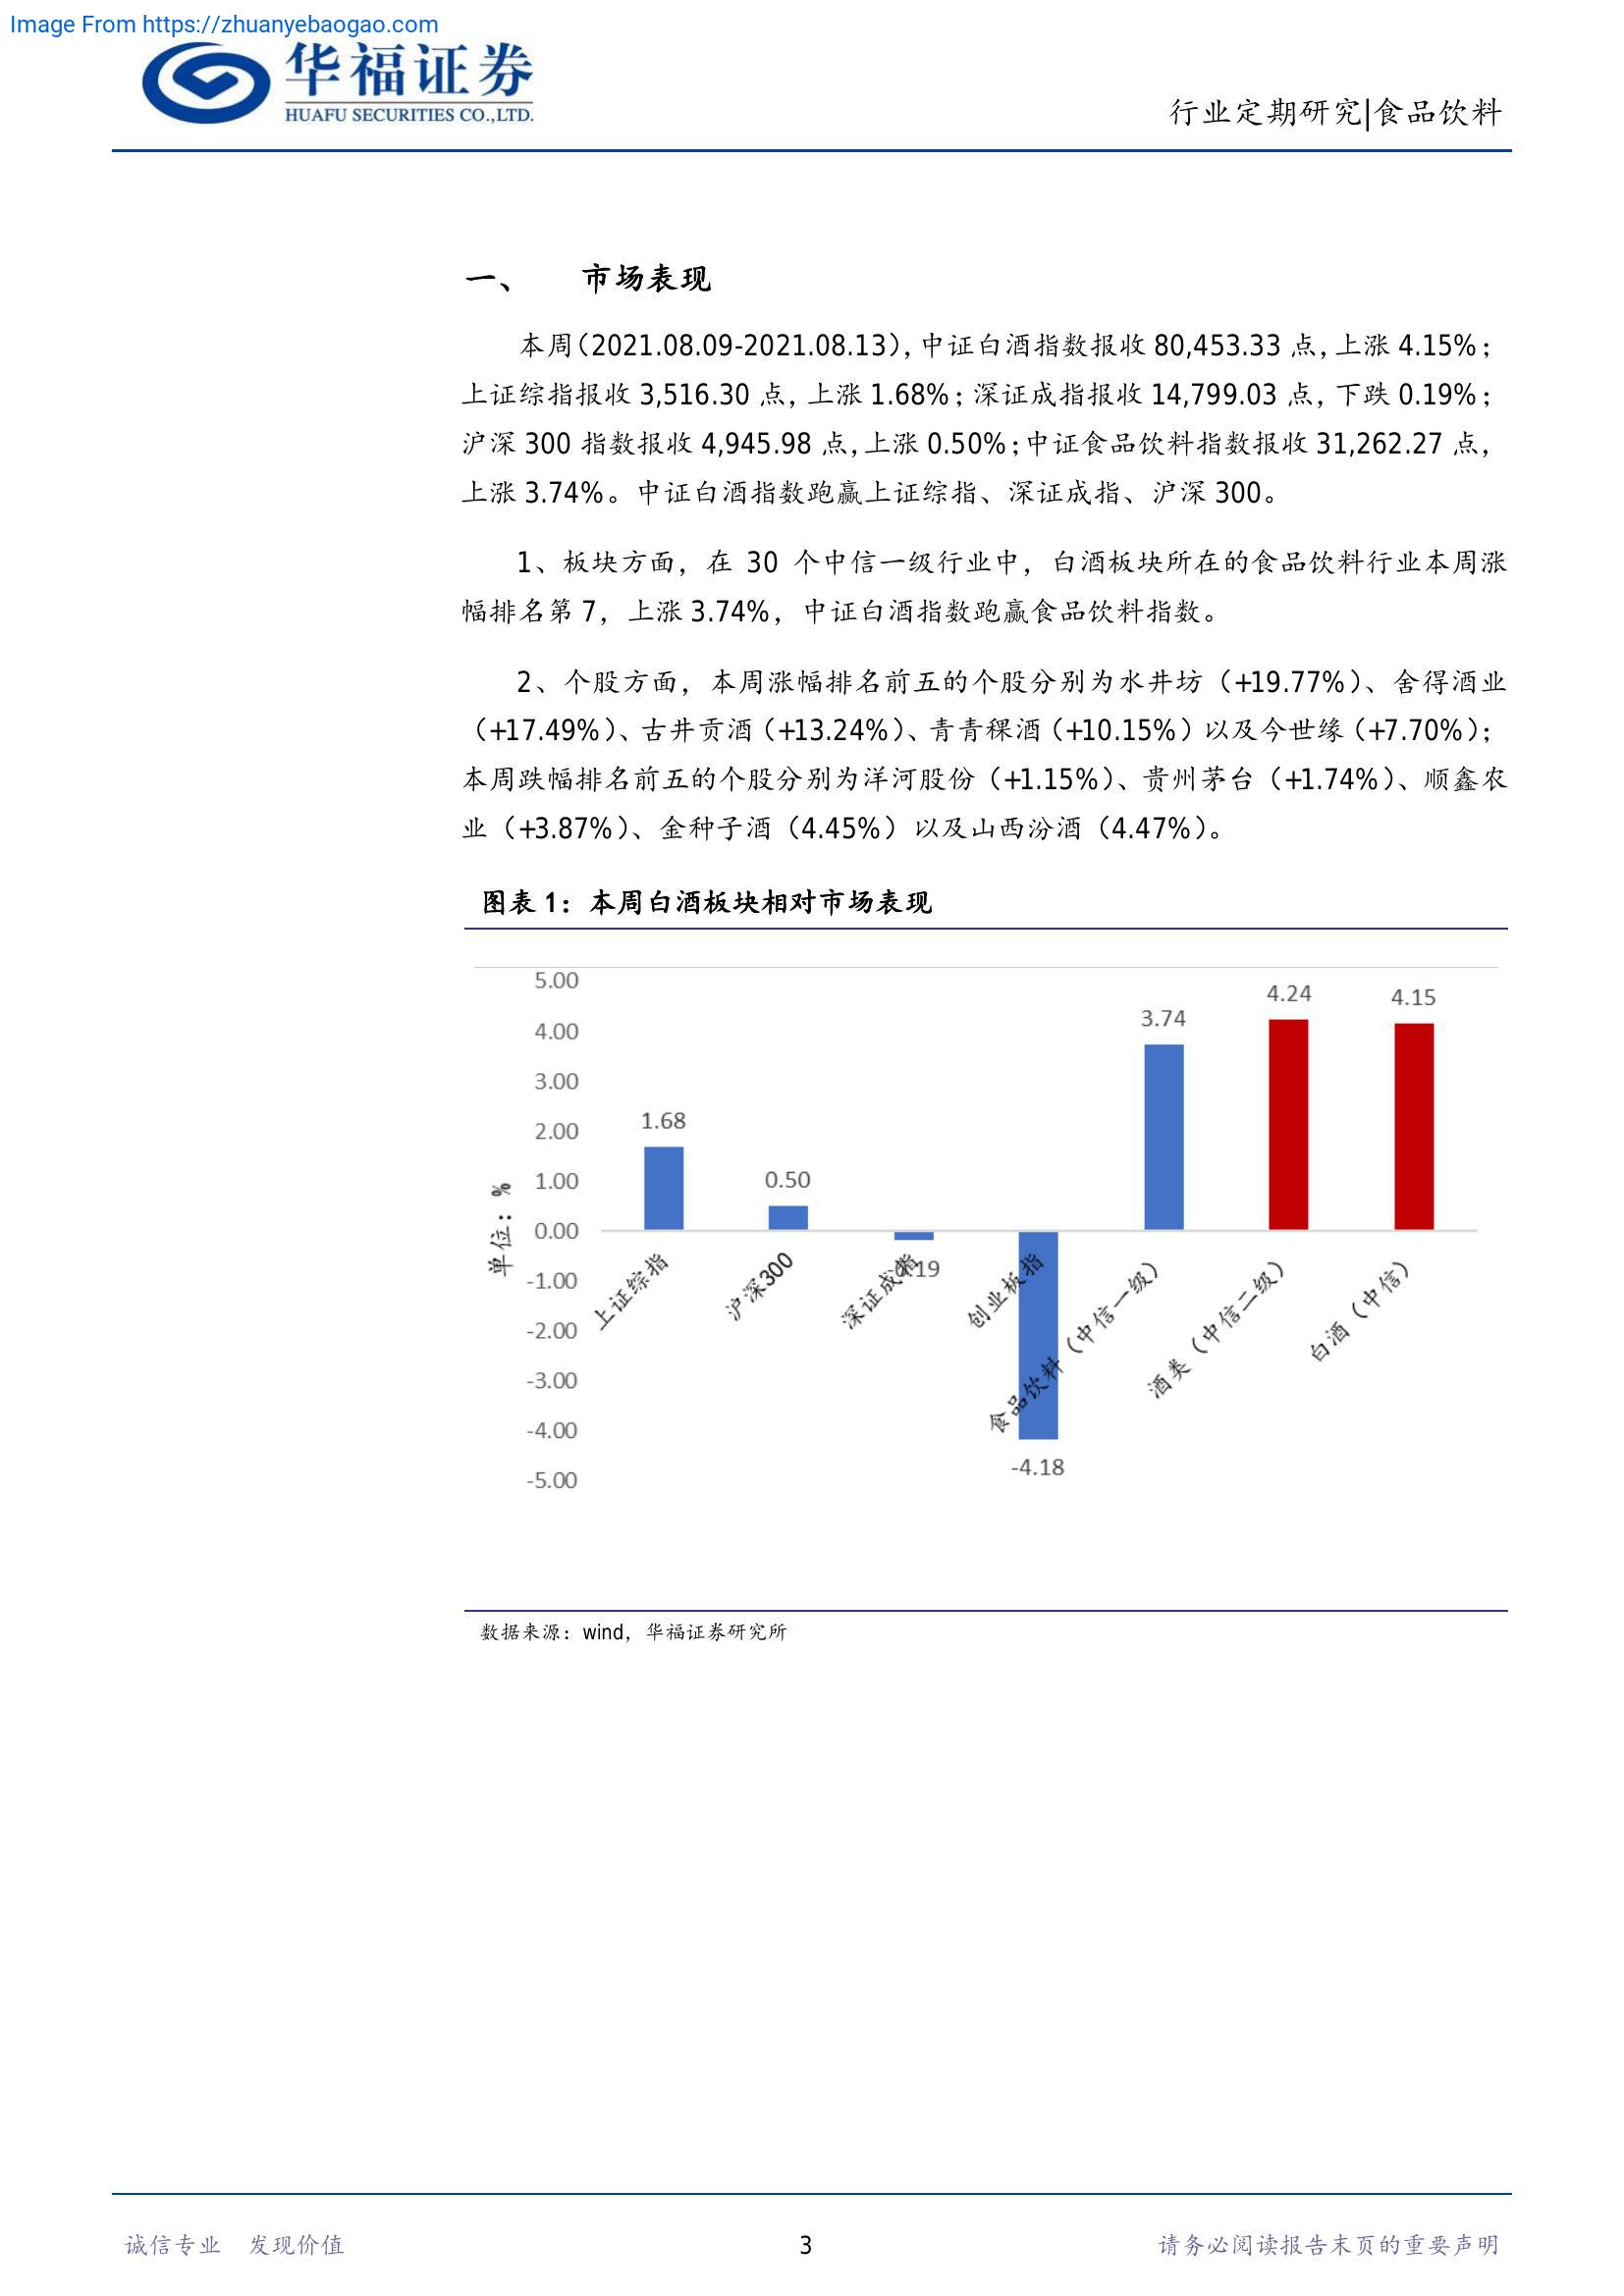 Image From https://zhuanyebaogao.com
华福证券
HUAFU SECURITIES CO.,LTD.
行业定期研究|食品饮料
一、 市场表现
本周（2021.08.09-2021.08.13），中证白酒指数报收 80,453.33 点，上涨 4.15%；
上证综指报收 3,516.30 点，上涨 1.68%；深证成指报收 14,799.03 点，下跌 0.19%；
沪深 300 指数报收 4,945.98 点，上涨 0.50%；中证食品饮料指数报收 31,262.27 点，
上涨 3.74%。中证白酒指数跑赢上证综指、深证成指、沪深 300。
1、板块方面，在 30 个中信一级行业中，白酒板块所在的食品饮料行业本周涨
幅排名第 7，上涨 3.74%，中证白酒指数跑赢食品饮料指数。
2、个股方面，本周涨幅排名前五的个股分别为水井坊（+19.77%）、舍得酒业
（+17.49%）、古井贡酒（+13.24%）、青青稞酒（+10.15%）以及今世缘（+7.70%）；
本周跌幅排名前五的个股分别为洋河股份（+1.15%）、贵州茅台（+1.74%）、顺鑫农
业（+3.87%）、金种子酒（4.45%）以及山西汾酒（4.47%）。
图表 1：本周白酒板块相对市场表现
单位：%
5.00
4.00
3.00
2.00
1.00
0.00
-1.00
-2.00
-3.00
-4.00
-5.00
1.68
0.50
-4.18
3.74
4.24
4.15
上证综指
沪深300
深证成指
创业板指
食品饮料（中信一级）
酒类（中信二级）
白酒（中信）
数据来源：wind，华福证券研究所
诚信专业 发现价值
3
请务必阅读报告末页的重要声明